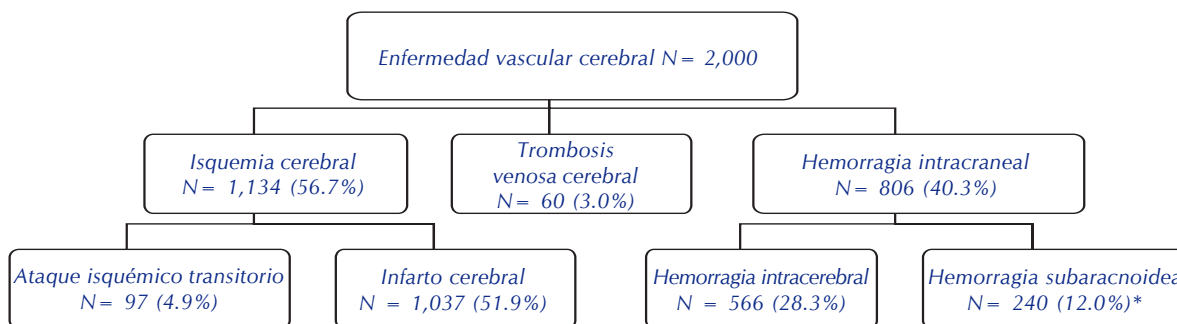 Enfermedad vascular cerebral N= 2,000
Isquemia cerebral
N= 1,134 (56.7%)
Trombosis
venosa cerebral
N= 60 (3.0%)
Hemorragia intracraneal
N= 806 (40.3%)
Ataque isquémico transitorio
N= 97 (4.9%)
Infarto cerebral
N = 1,037 (51.9%)
Hemorragia intracerebral
N = 566 (28.3%)
Hemorragia subaracnoidea
N= 240 (12.0%)*